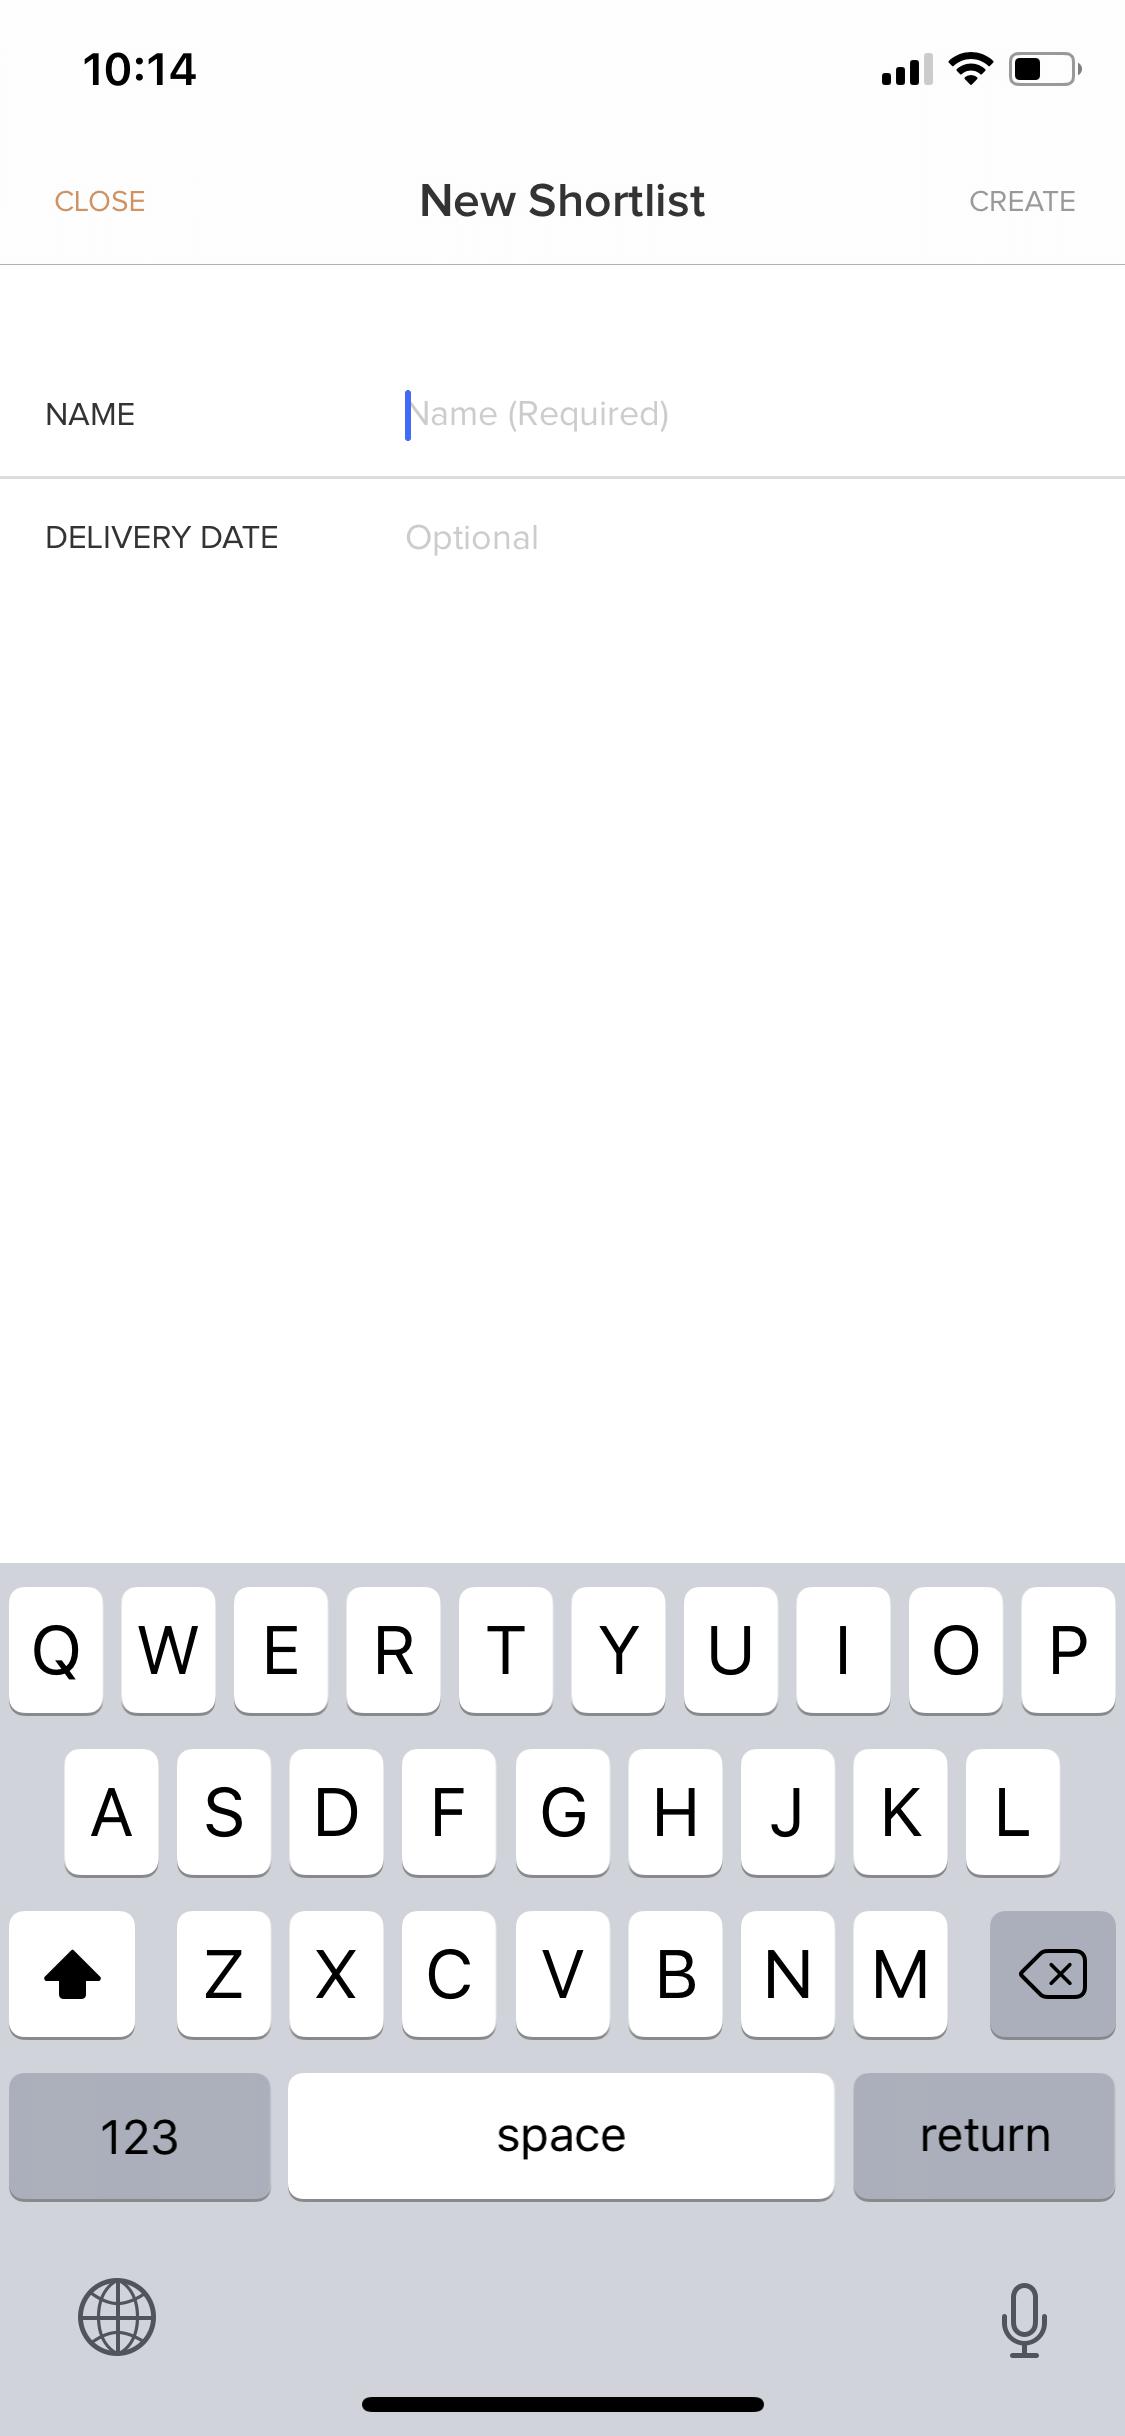 10:14
CLOSE New Shortlist CREATE
NAME Name (Required)
DELIVERY DATE Optional
Q W E R T Y U I O P
A S D F G H J K L
Z X C V B N M
123 space return